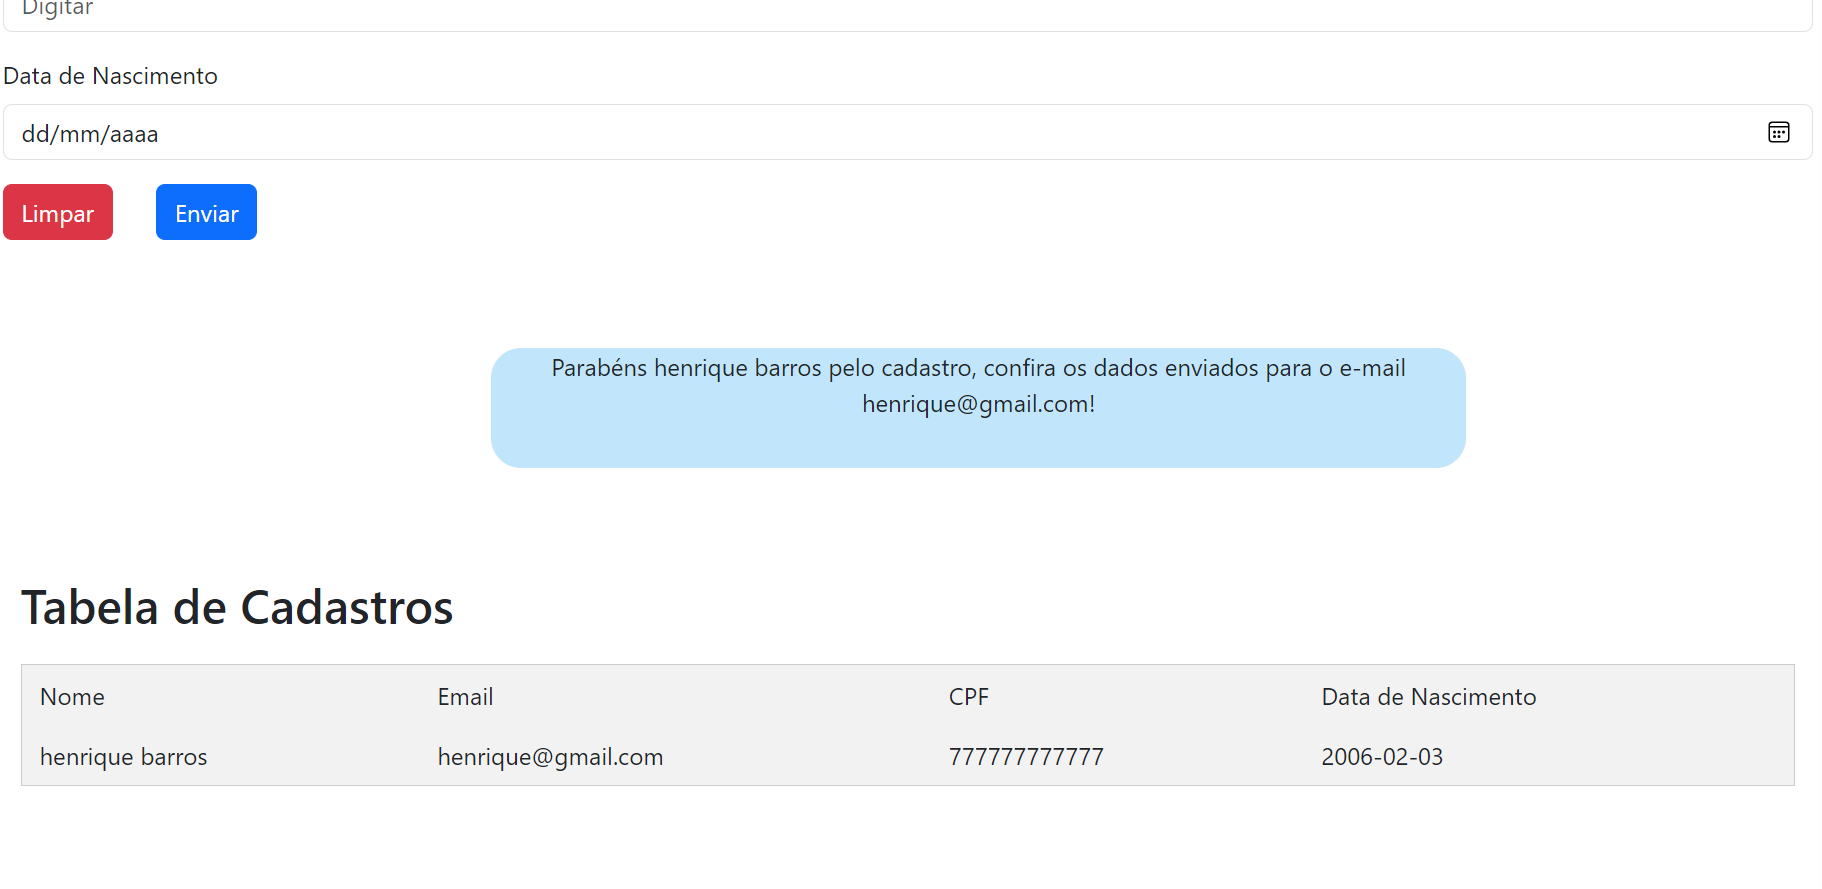 Digitar
Data de Nascimento
dd/mm/aaaa
Limpar Enviar
Parabéns henrique barros pelo cadastro, confira os dados enviados para o e-mail
henrique@gmail.com!
Tabela de Cadastros
Nome Email CPF Data de Nascimento
henrique barros henrique@gmail.com 777777777777 2006-02-03